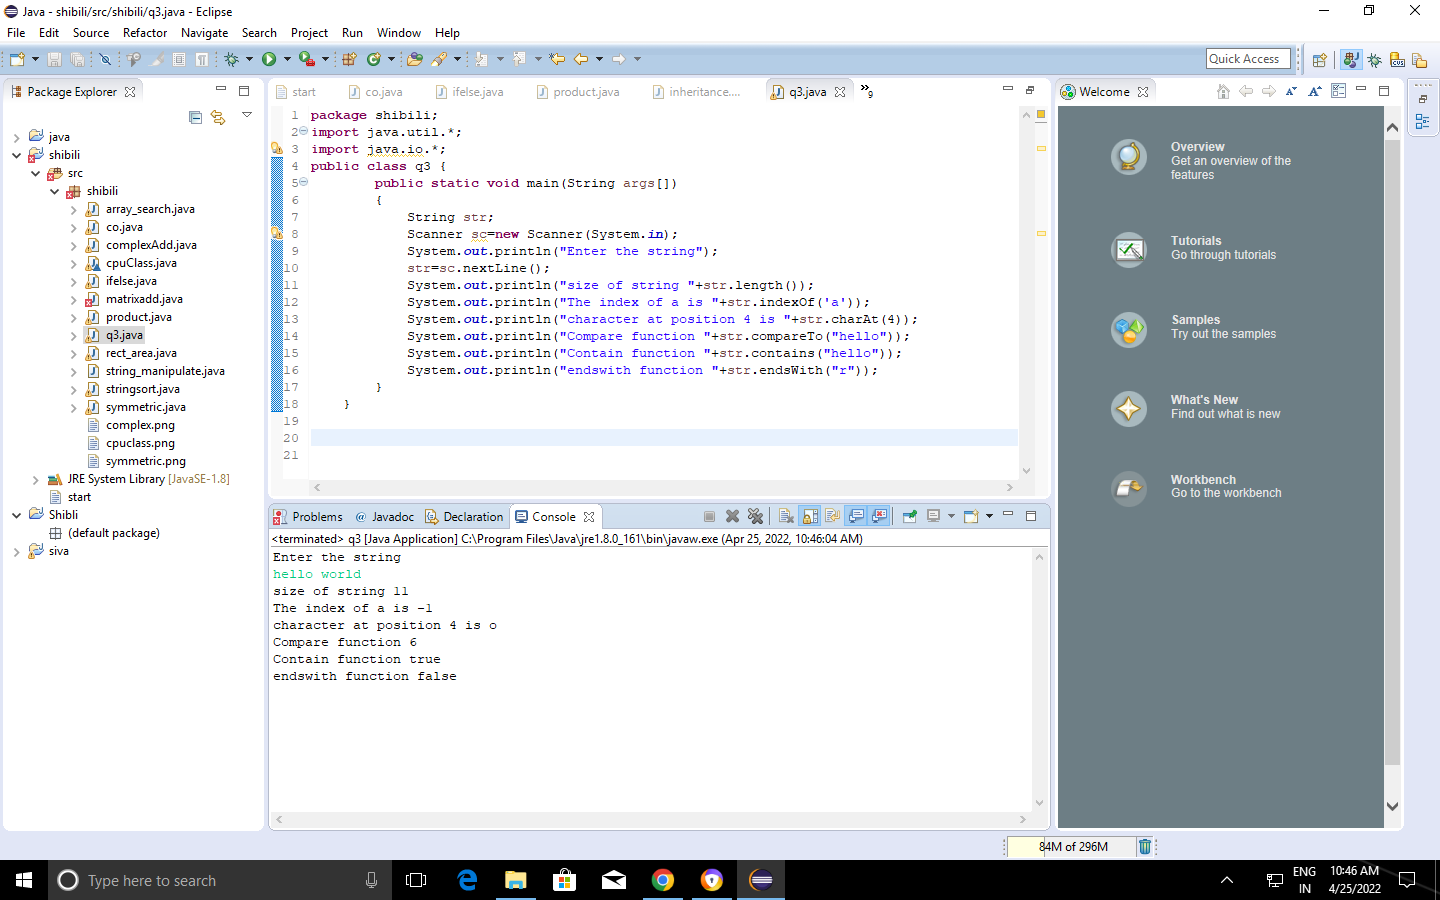 Java - shibili/src/shibili/q3.java - Eclipse
File Edit Source Refactor Navigate Search Project Run Window Help
Quick Access
Package Explorer
java
shibili
src
shibili
array_search.java
co.java
complexAdd.java
cpuClass.java
ifelse.java
matrixadd.java
product.java
q3.java
rect_area.java
string_manipulate.java
stringsort.java
symmetric.java
complex.png
cpuclass.png
symmetric.png
JRE System Library [JavaSE-1.8]
start
Shibli
(default package)
siva
start co.java ifelse.java product.java inheritance.... q3.java »9
1 package shibili;
2 import java.util.*;
3 import java.io.*;
4 public class q3 {
5 public static void main(String args[])
6 {
7 String str;
8 Scanner sc=new Scanner(System.in);
9 System.out.println("Enter the string");
10 str=sc.nextLine();
11 System.out.println("size of string "+str.length());
12 System.out.println("The index of a is "+str.indexOf('a'));
13 System.out.println("character at position 4 is "+str.charAt(4));
14 System.out.println("Compare function "+str.compareTo("hello"));
15 System.out.println("Contain function "+str.contains("hello"));
16 System.out.println("endswith function "+str.endsWith("r"));
17 }
18 }
19
20
21
Problems @ Javadoc Declaration Console
<terminated> q3 [Java Application] C:\Program Files\Java\jre1.8.0_161\bin\javaw.exe (Apr 25, 2022, 10:46:04 AM)
Enter the string
hello world
size of string 11
The index of a is -1
character at position 4 is o
Compare function 6
Contain function true
endswith function false
Welcome
Overview
Get an overview of the
features
Tutorials
Go through tutorials
Samples
Try out the samples
What's New
Find out what is new
Workbench
Go to the workbench
84M of 296M
Type here to search
ENG
IN
10:46 AM
4/25/2022